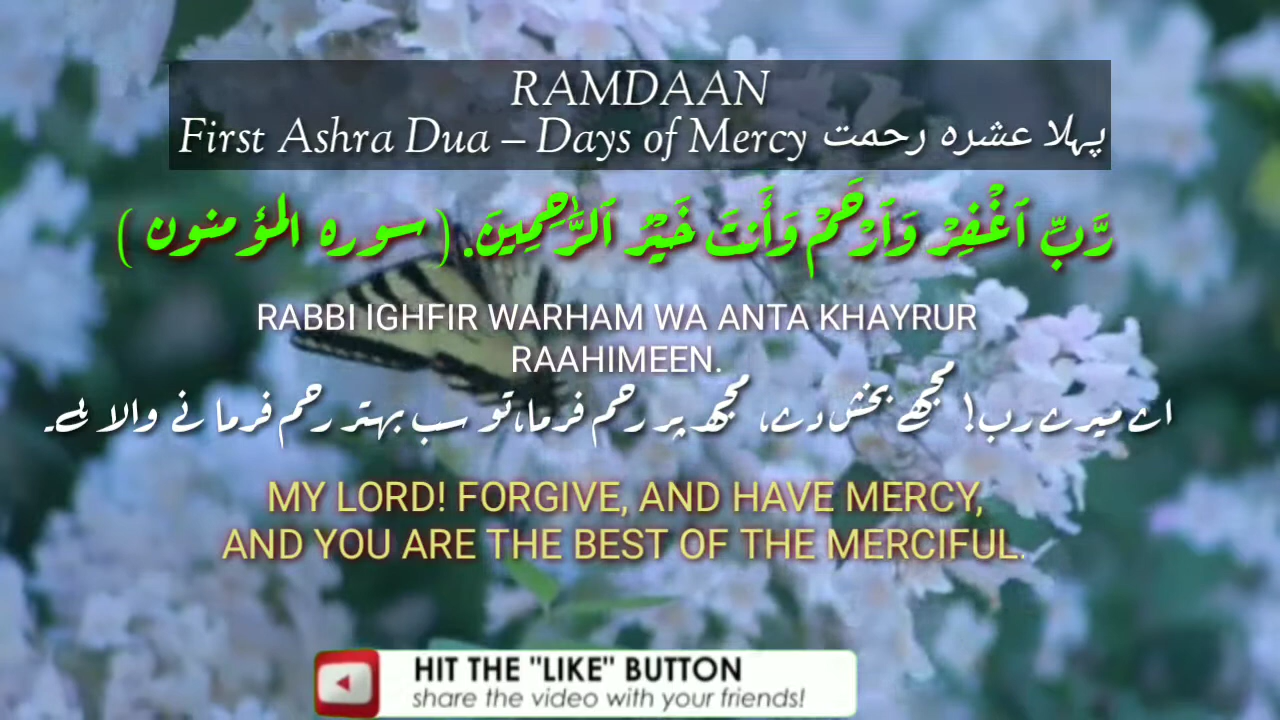 RAMDAAN
First Ashra Dua – Days of Mercy پہلا عشرہ رحمت
رَّبِّ ٱغْفِرْ وَٱرْحَمْ وَأَنتَ خَيْرُ ٱلرَّٰحِمِينَ. ( سورہ المؤمنون )
RABBI IGHFIR WARHAM WA ANTA KHAYRUR
RAAHIMEEN.
اے میرے رب! مجھے بخش دے، مجھ پر رحم فرما، تو سب بہتر رحم فرمانے والا ہے۔
MY LORD! FORGIVE, AND HAVE MERCY,
AND YOU ARE THE BEST OF THE MERCIFUL.
HIT THE "LIKE" BUTTON
share the video with your friends!